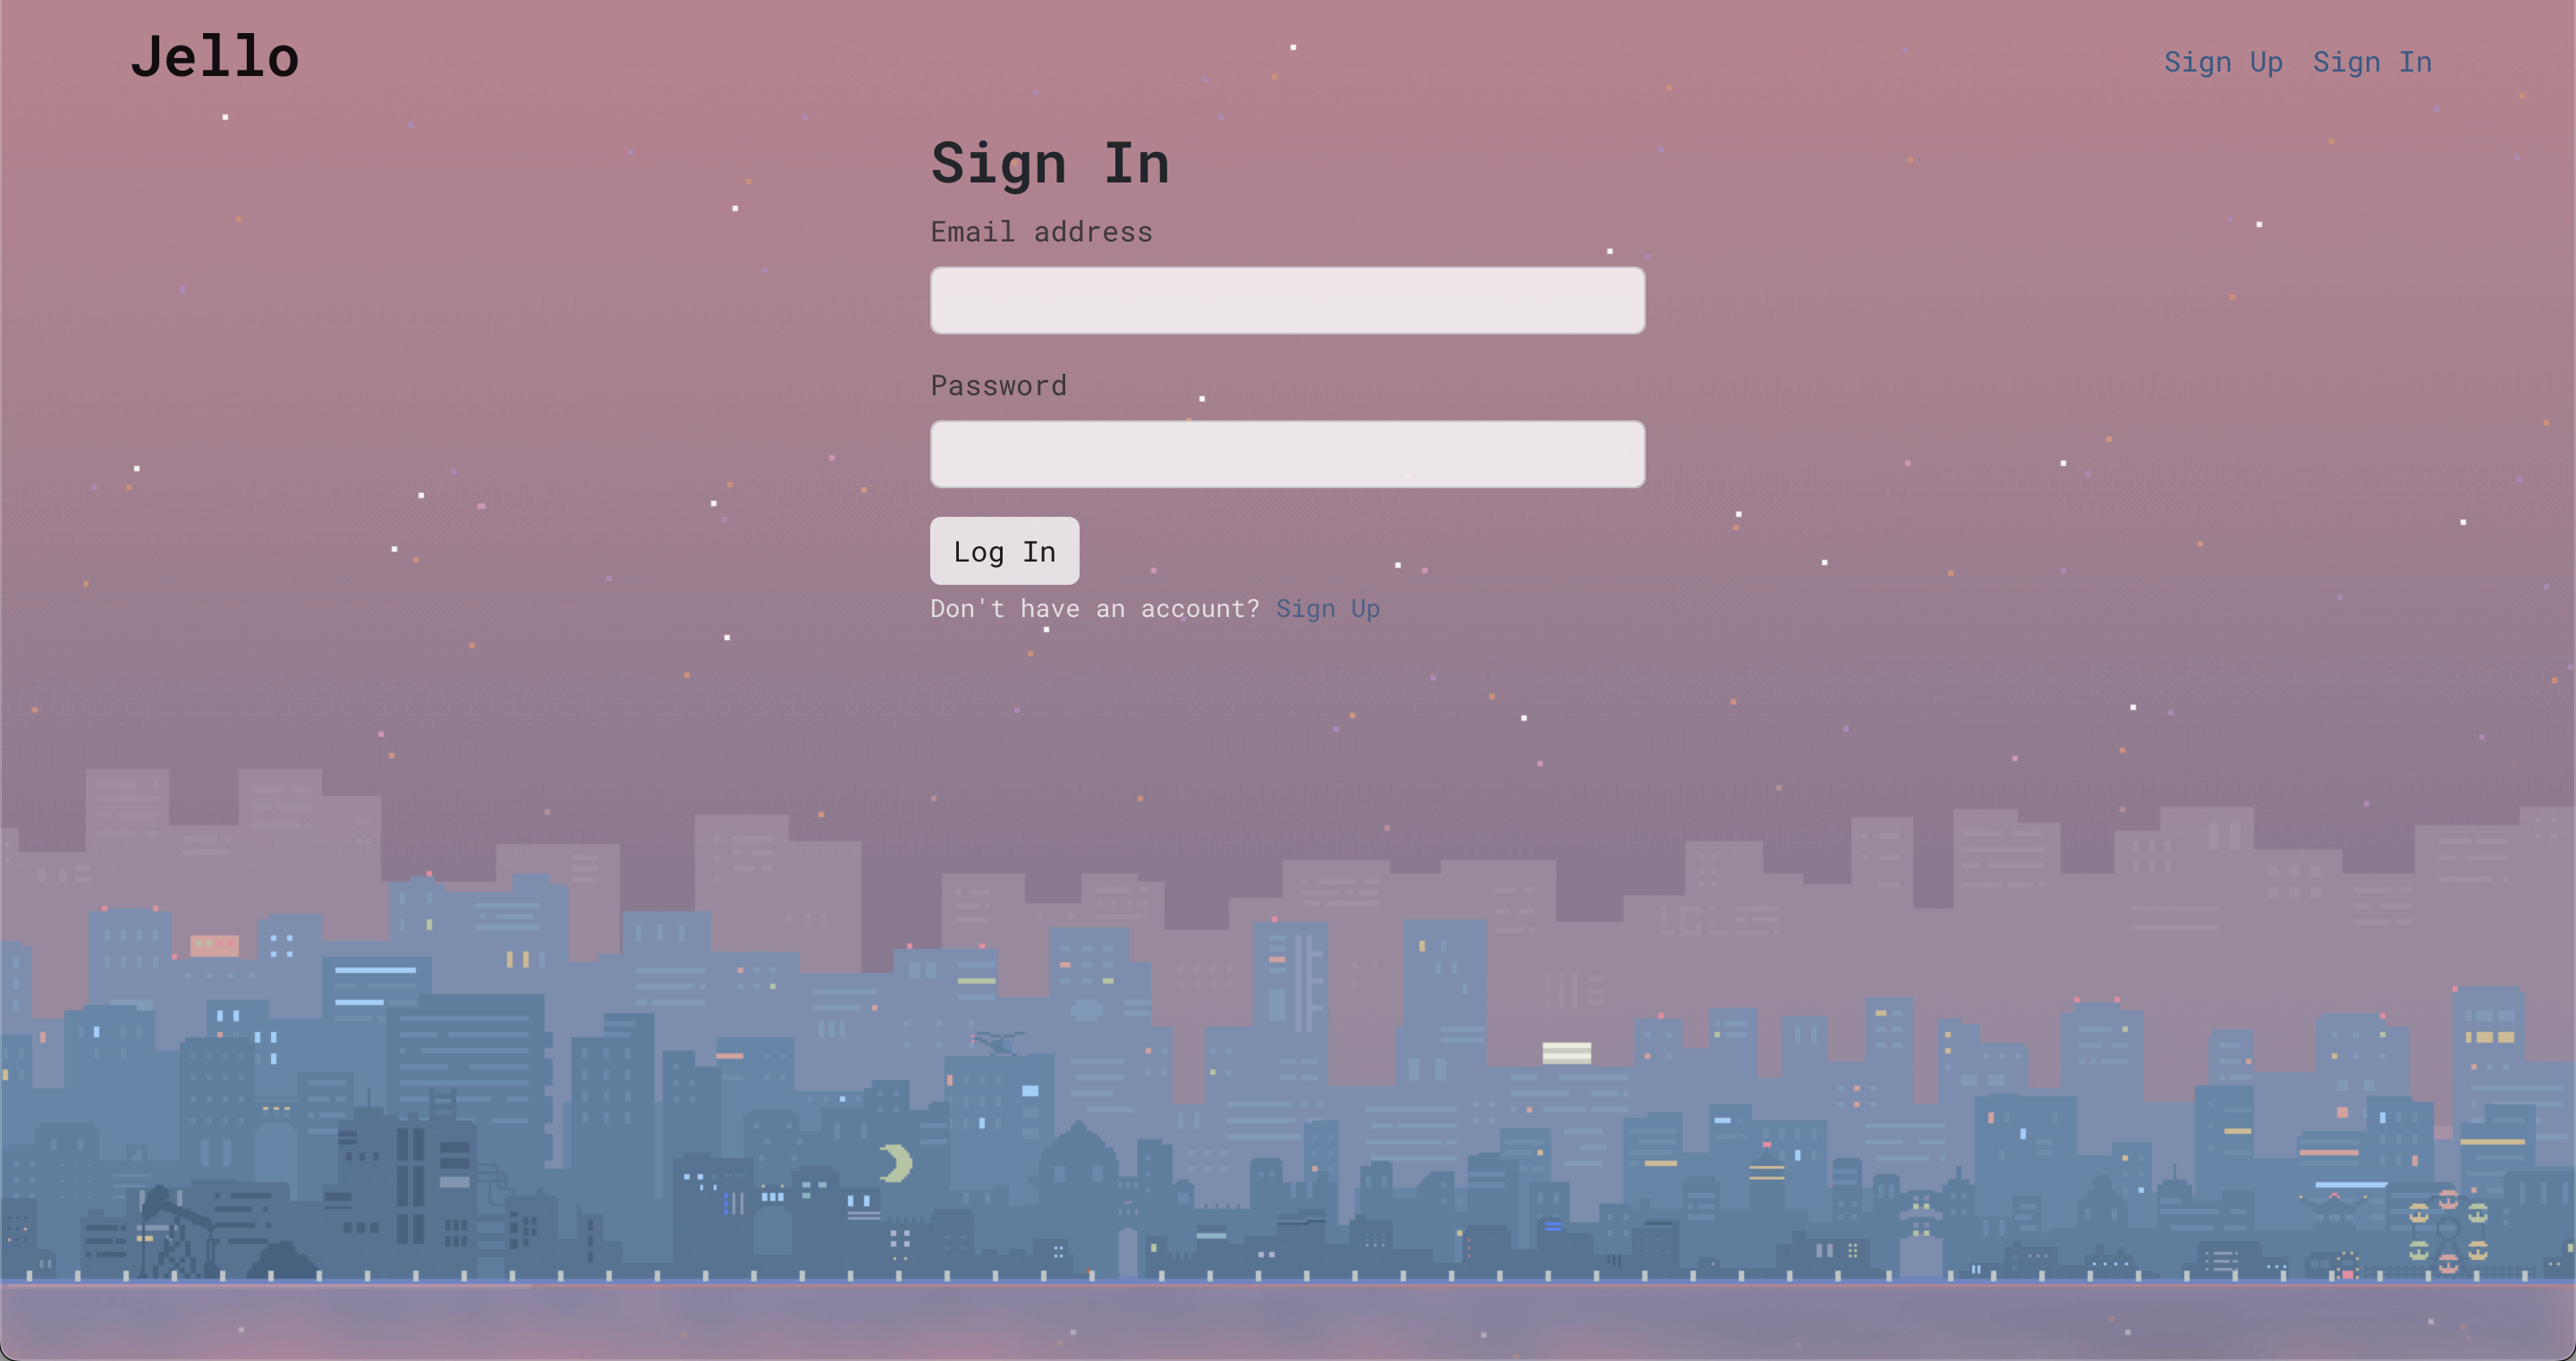 Jello
Sign Up Sign In
Sign In
Email address
Password
Log In
Don't have an account? Sign Up